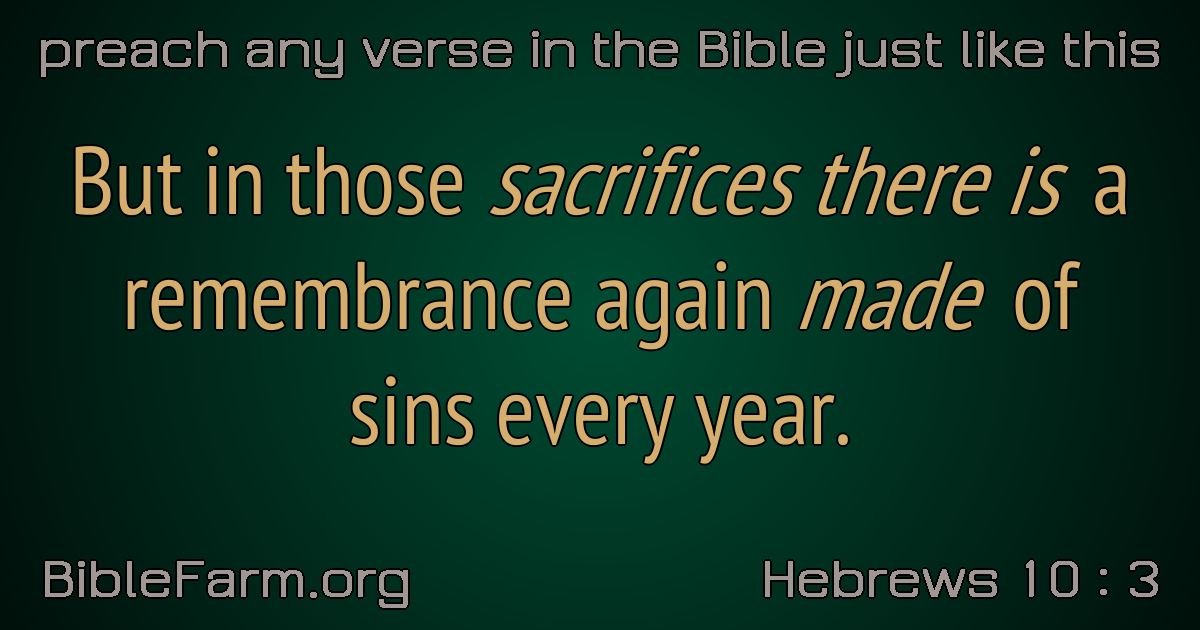 preach any verse in the Bible just like this
But in those sacrifices there is a
remembrance again made of
sins every year.
BibleFarm.org
Hebrews 10 : 3